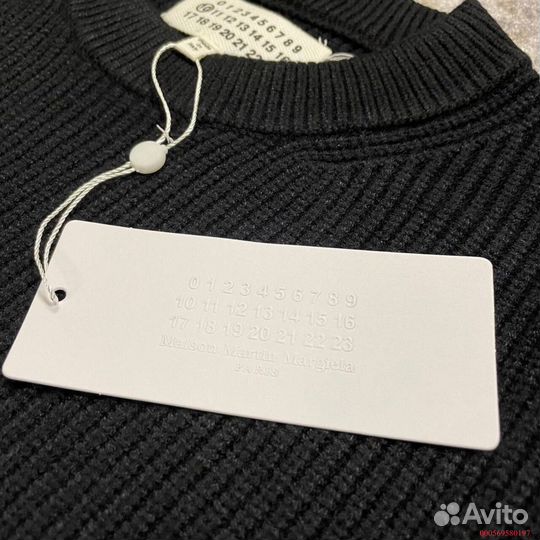 0 1 2 3 4 5 6 7 8 9
10 11 12 13 14 15 16
17 18 19 20 21 22
0 1 2 3 4 5 6 7 8 9
10 11 12 13 14 15 16
17 18 19 20 21 22 23
Maison Martin Margiela
PARIS
Avito
000569580197